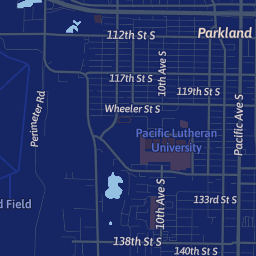 112th St S
Parkland
117th St S
10th Ave S
119th St S
Wheeler St S
Perimeter Rd
Pacific Ave S
Pacific Lutheran
University
10th Ave S
133rd St S
d Field
138th St S
140th St S